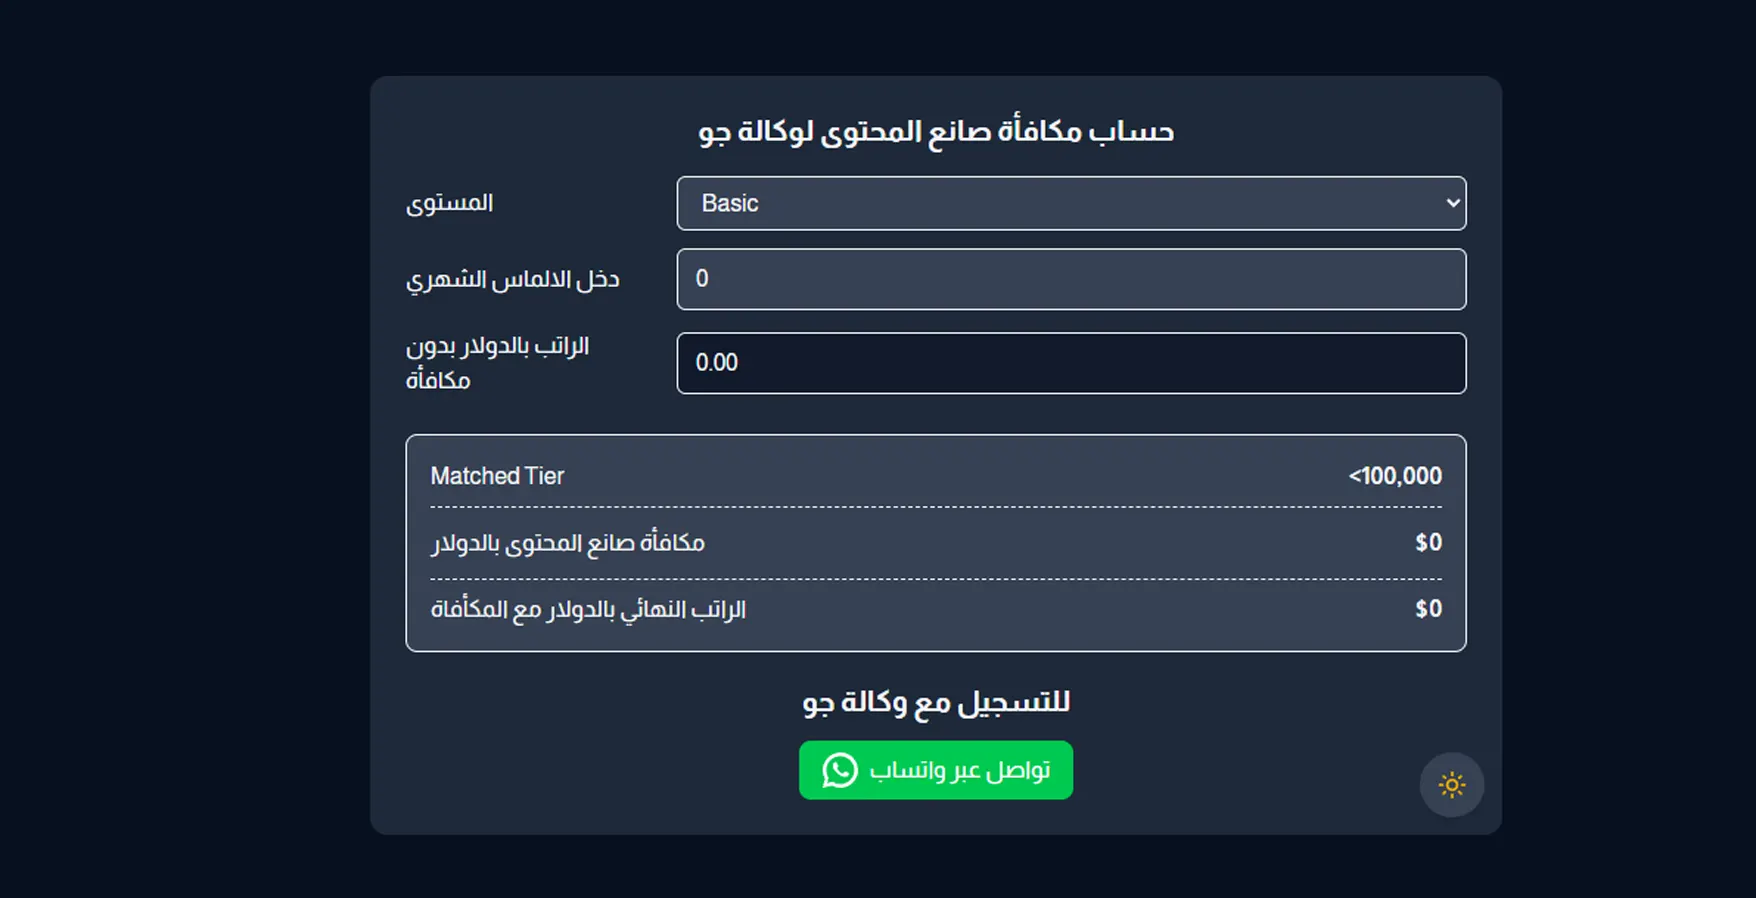 حساب مكافأة صانع المحتوى لوكالة جو
المستوى
Basic
دخل الالماس الشهري
0
الراتب بالدولار بدون
مكافأة
0.00
Matched Tier
<100,000
مكافأة صانع المحتوى بالدولار
$0
الراتب النهائي بالدولار مع المكأفاة
$0
للتسجيل مع وكالة جو
تواصل عبر واتساب